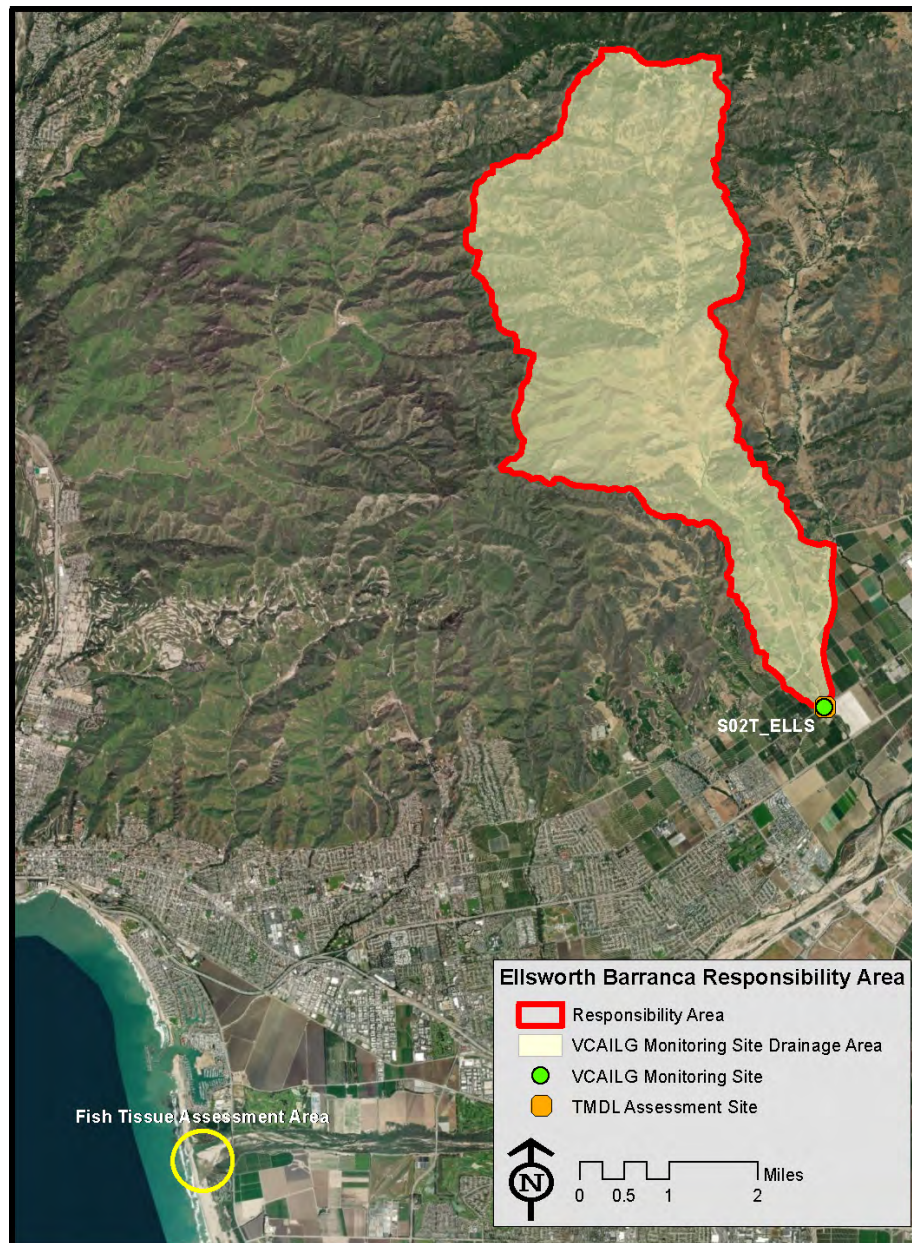 S02T_ELLS
Fish Tissue Assessment Area
Ellsworth Barranca Responsibility Area
Responsibility Area
VCAILG Monitoring Site Drainage Area
VCAILG Monitoring Site
TMDL Assessment Site
N
Miles
0 0.5 1 2